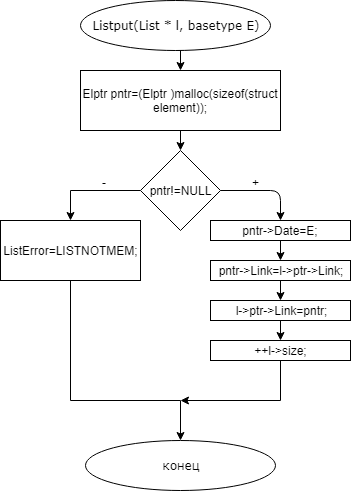 Listput(List * l, basetype E)
Elptr pntr=(Elptr )malloc(sizeof(struct
element));
pntr!=NULL
-
+
ListError=LISTNOTMEM;
pntr->Date=E;
pntr->Link=l->ptr->Link;
l->ptr->Link=pntr;
++l->size;
конец